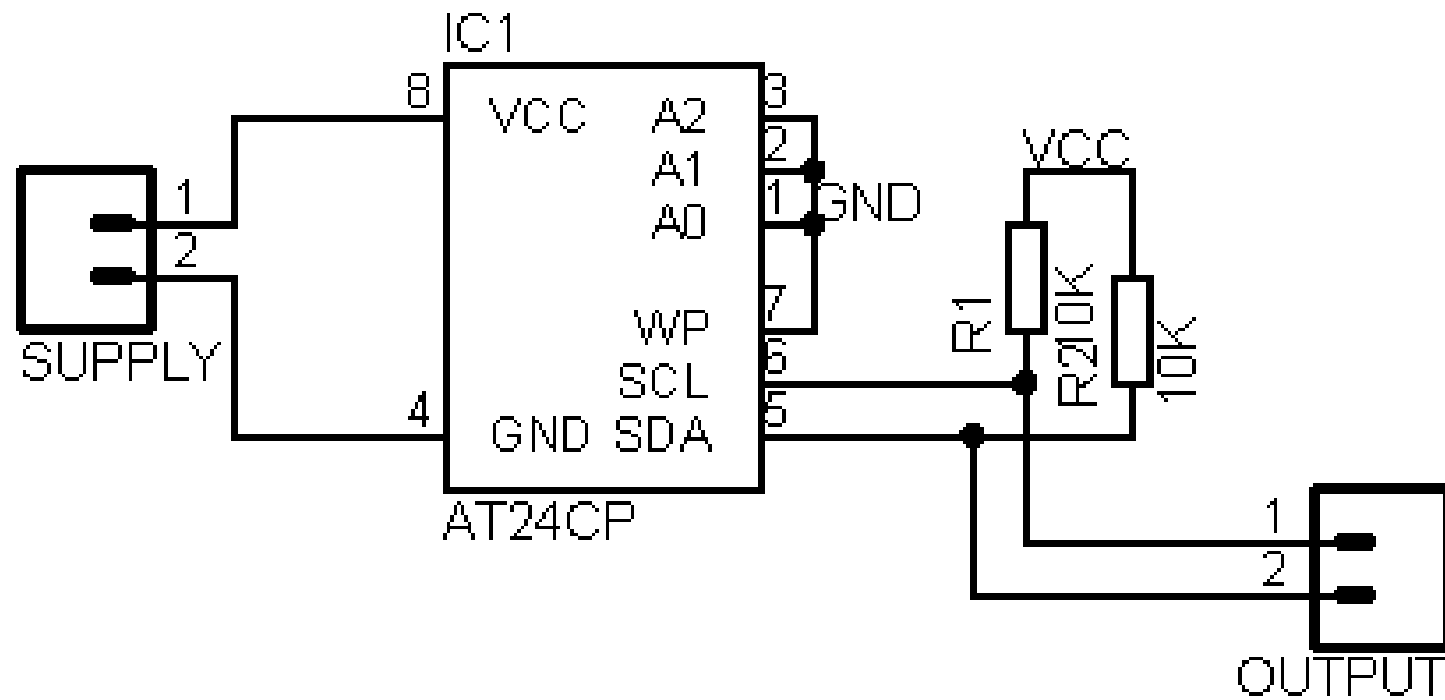 IC1
8
VCC
A2
3
A1
2
A0
1
GND
WP
7
SCL
6
GND
4
SDA
5
AT24CP
1
2
SUPPLY
VCC
R1
10K
R2
10K
1
2
OUTPUT